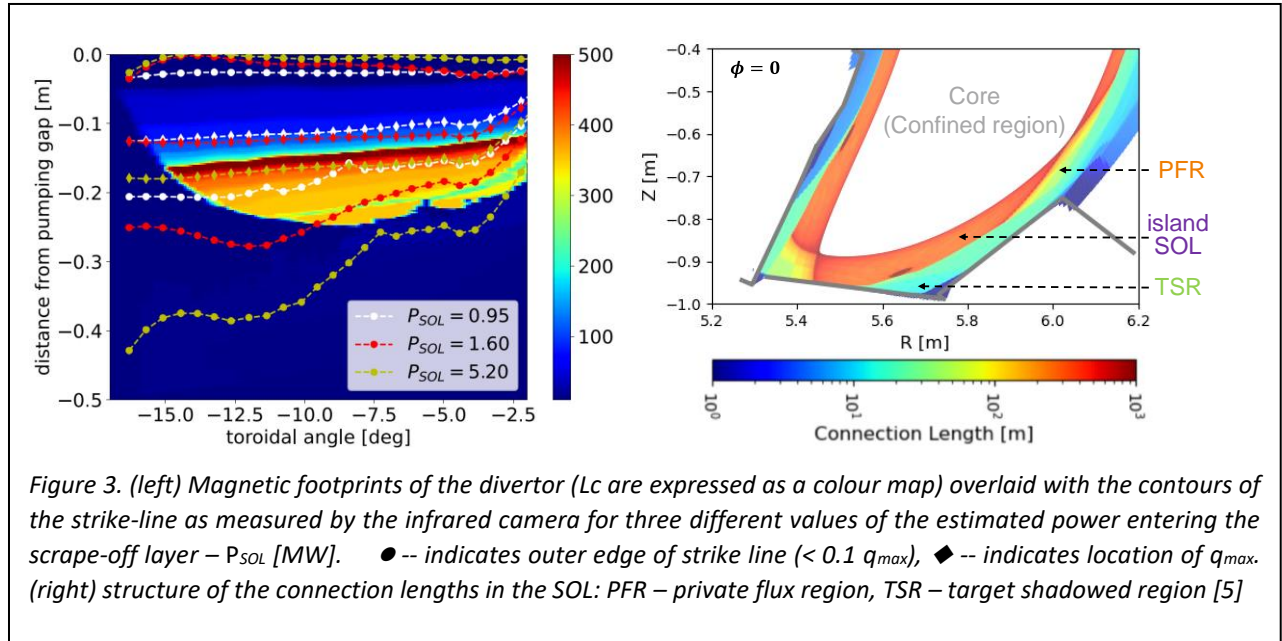 0.0
−0.1
−0.2
−0.3
−0.4
−0.5
distance from pumping gap [m]
−15.0 −12.5 −10.0 −7.5 −5.0 −2.5
toroidal angle [deg]
P_SOL = 0.95
P_SOL = 1.60
P_SOL = 5.20
500
400
300
200
100
−0.4
−0.5
−0.6
−0.7
−0.8
−0.9
−1.0
Z [m]
ϕ = 0
Core
(Confined region)
PFR
island
SOL
TSR
5.2 5.4 5.6 5.8 6.0 6.2
R [m]
10⁰ 10¹ 10² 10³
Connection Length [m]
Figure 3. (left) Magnetic footprints of the divertor (Lc are expressed as a colour map) overlaid with the contours of
the strike-line as measured by the infrared camera for three different values of the estimated power entering the
scrape-off layer – P_SOL [MW]. ● -- indicates outer edge of strike line (< 0.1 q_max), ◆ -- indicates location of q_max.
(right) structure of the connection lengths in the SOL: PFR – private flux region, TSR – target shadowed region [5]